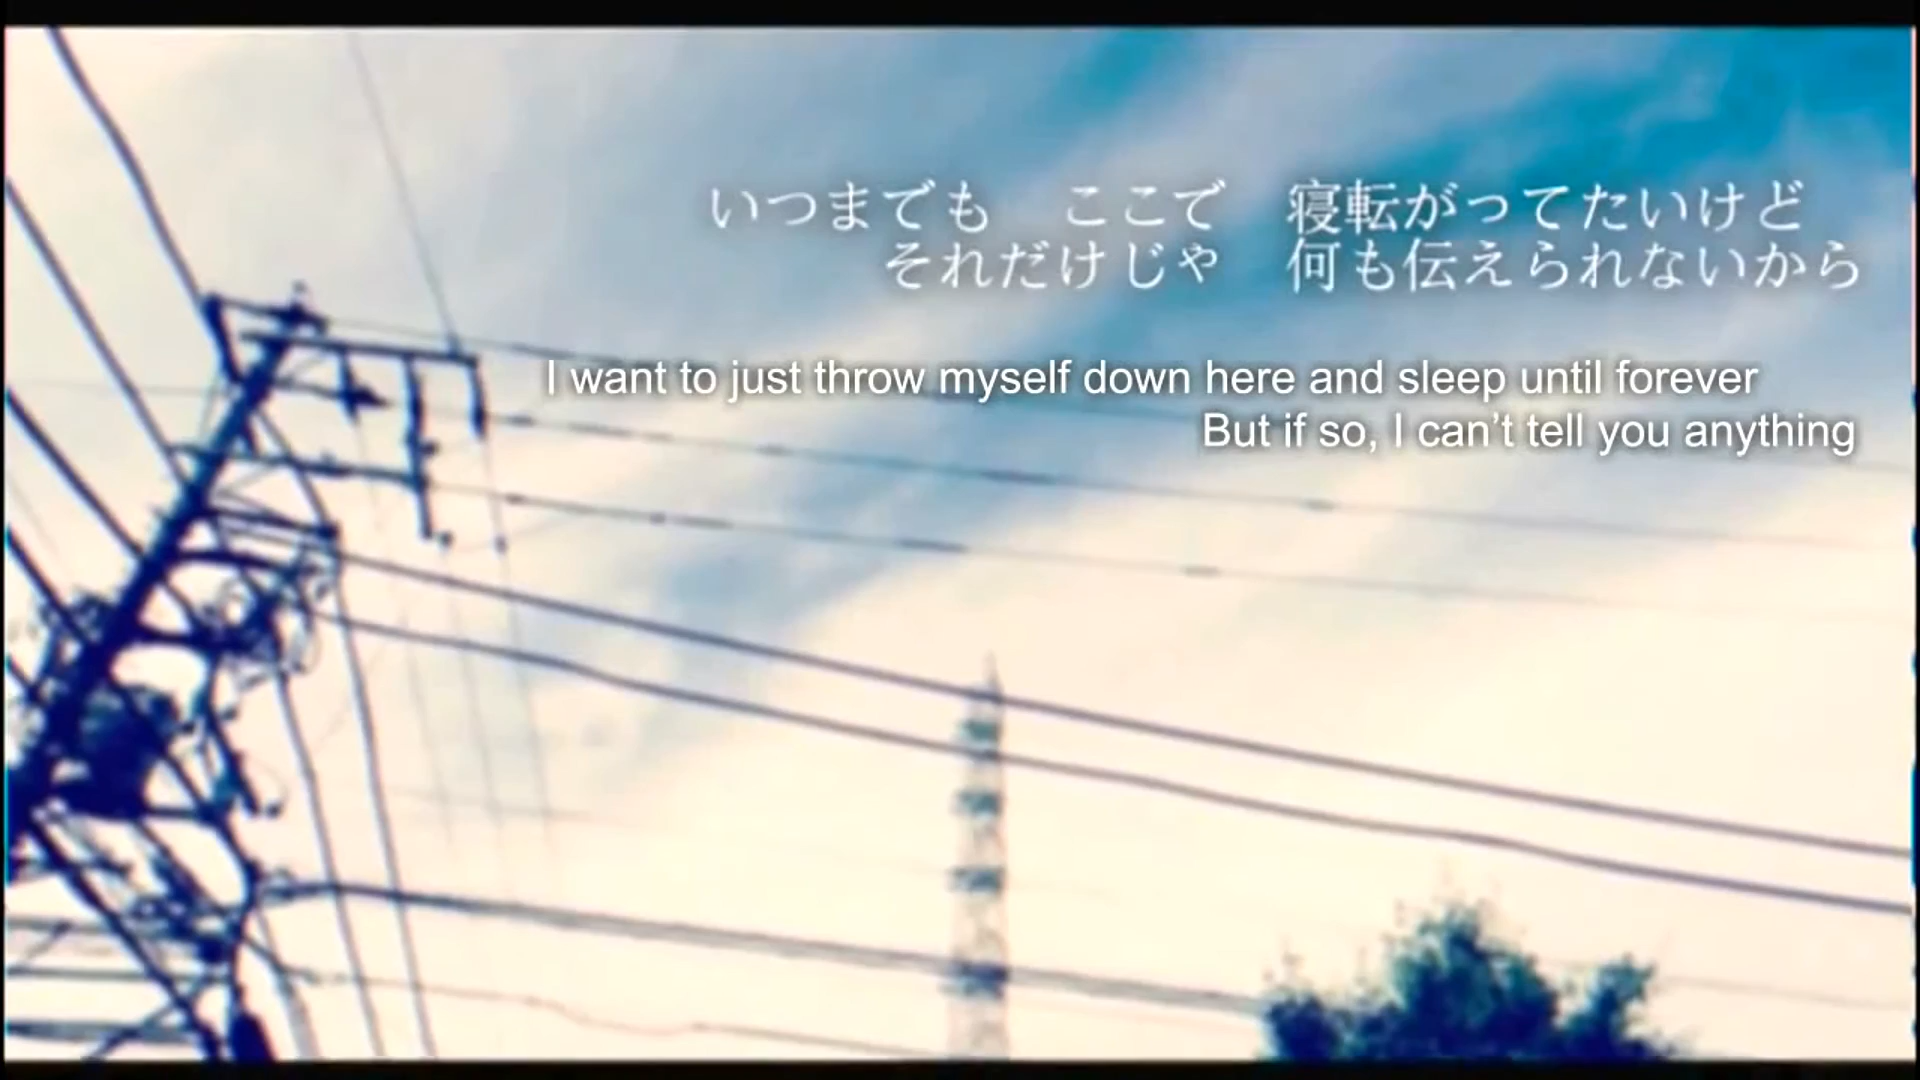 いつまでも　ここで　寝転がってたいけど
それだけじゃ　何も伝えられないから
I want to just throw myself down here and sleep until forever
But if so, I can’t tell you anything